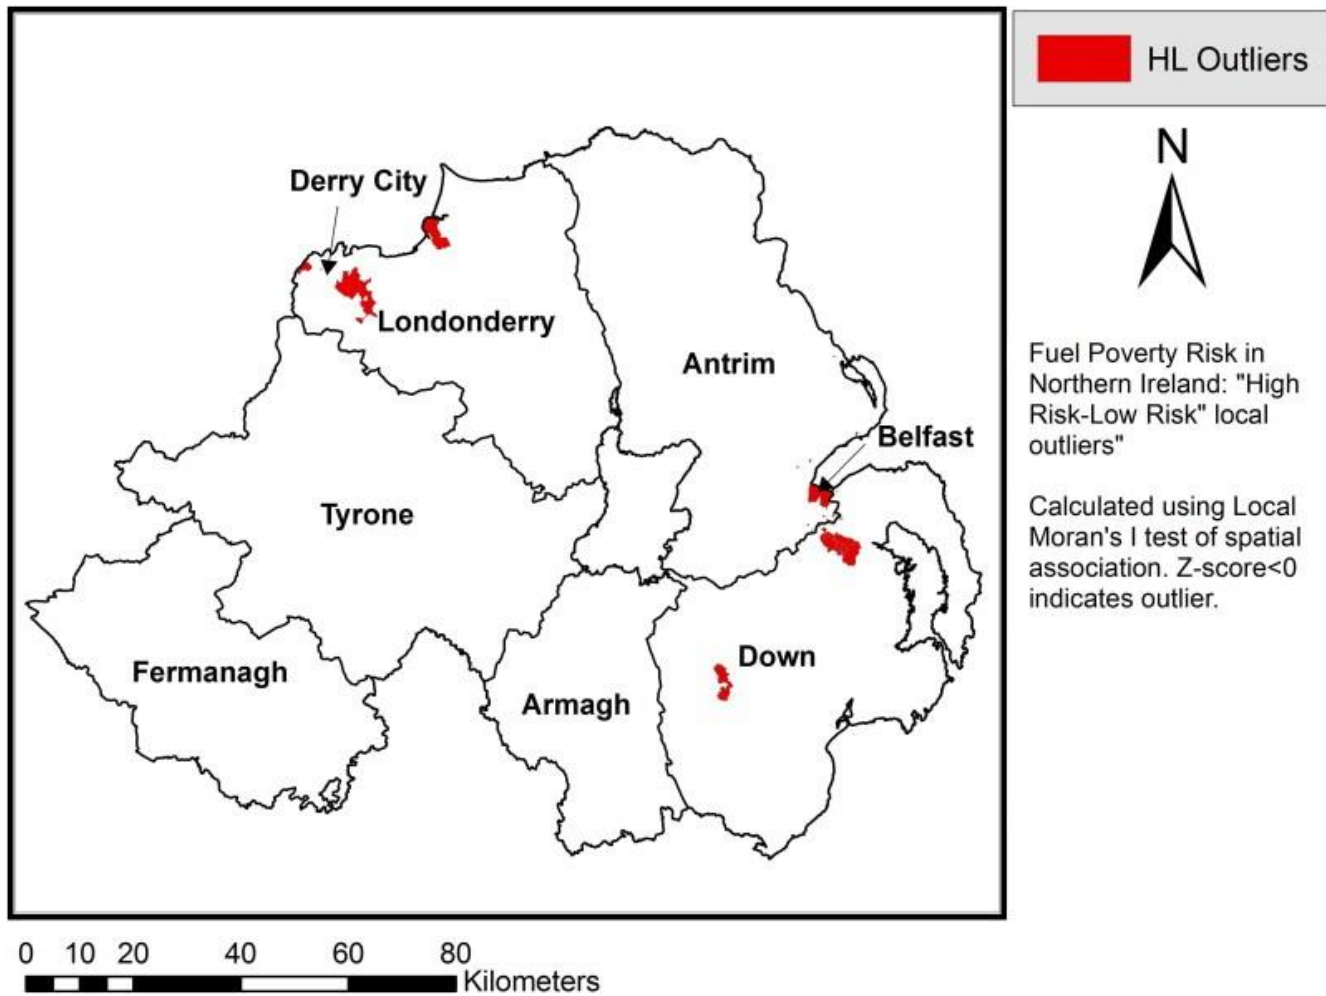 HL Outliers
N
Derry City
Londonderry
Antrim
Belfast
Tyrone
Fermanagh
Armagh
Down
Fuel Poverty Risk in
Northern Ireland: "High
Risk-Low Risk" local
outliers"
Calculated using Local
Moran's I test of spatial
association. Z-score<0
indicates outlier.
0 10 20 40 60 80
Kilometers